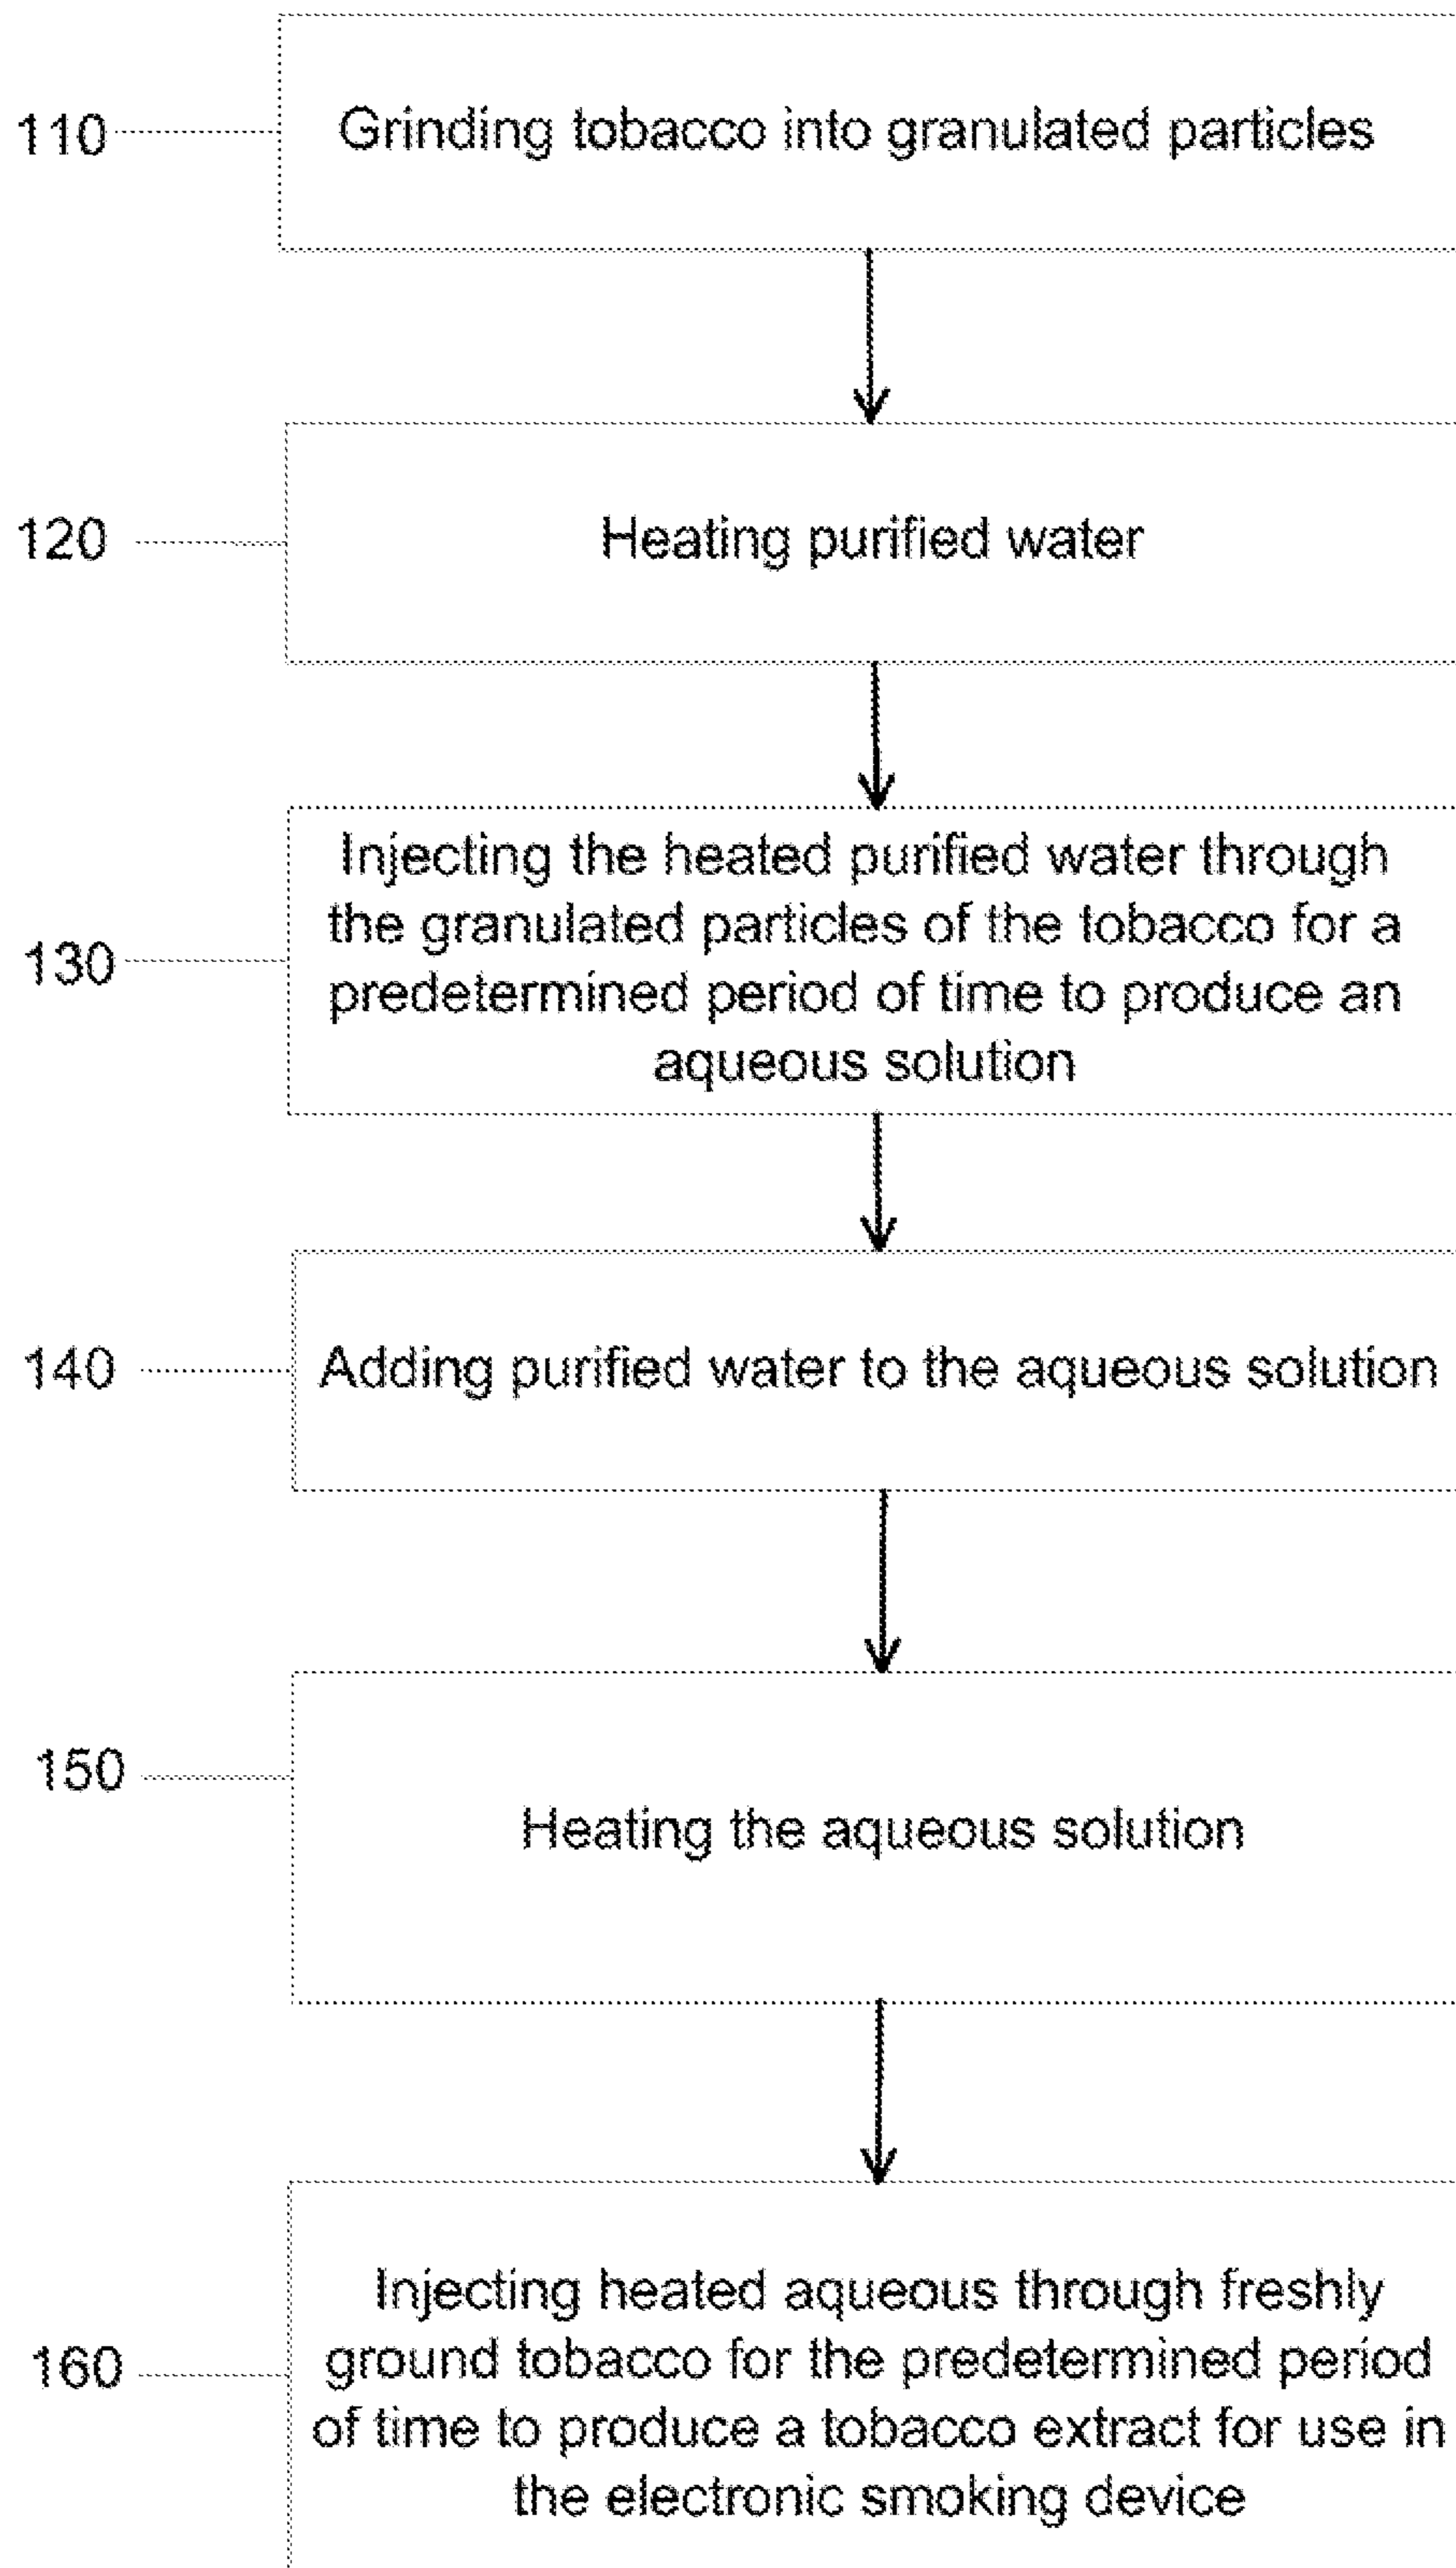 110 Grinding tobacco into granulated particles
120 Heating purified water
Injecting the heated purified water through
the granulated particles of the tobacco for a
130 predetermined period of time to produce an
aqueous solution
140 Adding purified water to the aqueous solution
150
Heating the aqueous solution
Injecting heated aqueous through freshly
160 ground tobacco for the predetermined period
of time to produce a tobacco extract for use in
the electronic smoking device